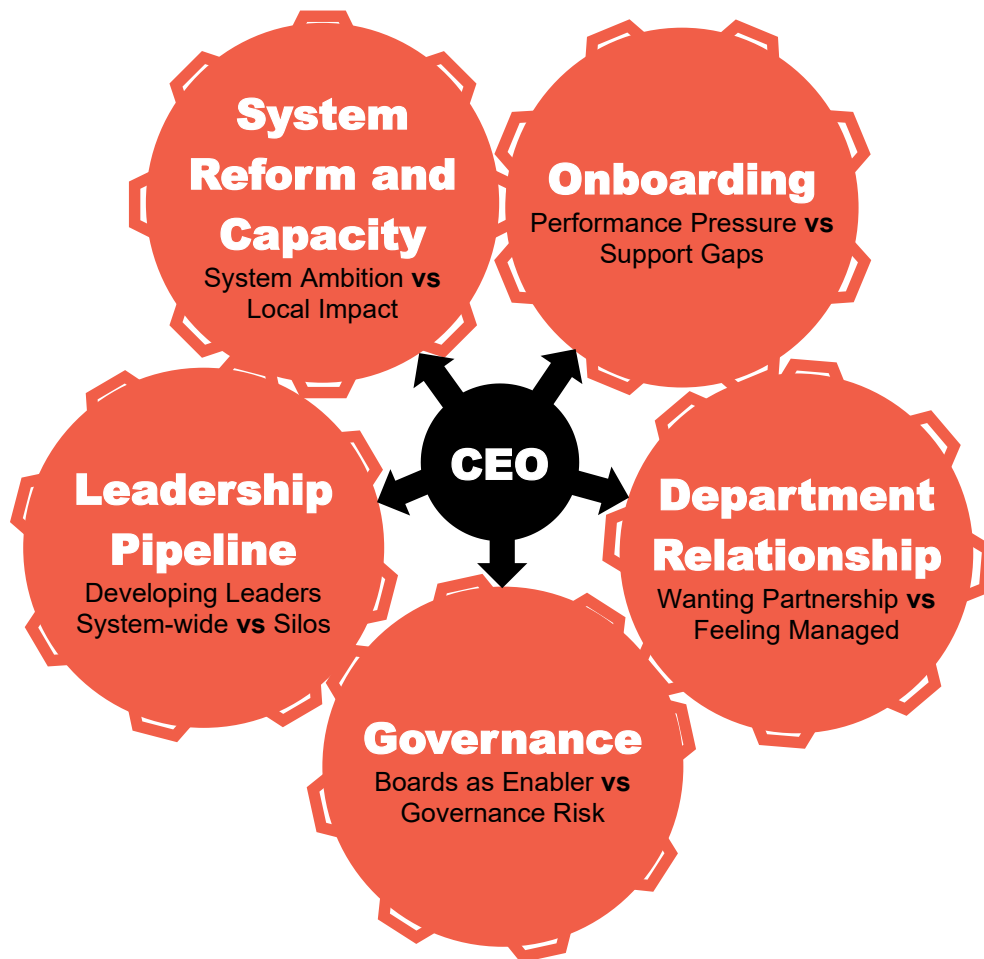 System
Reform and
Capacity
System Ambition vs
Local Impact
Onboarding
Performance Pressure vs
Support Gaps
CEO
Leadership
Pipeline
Developing Leaders
System-wide vs Silos
Department
Relationship
Wanting Partnership vs
Feeling Managed
Governance
Boards as Enabler vs
Governance Risk